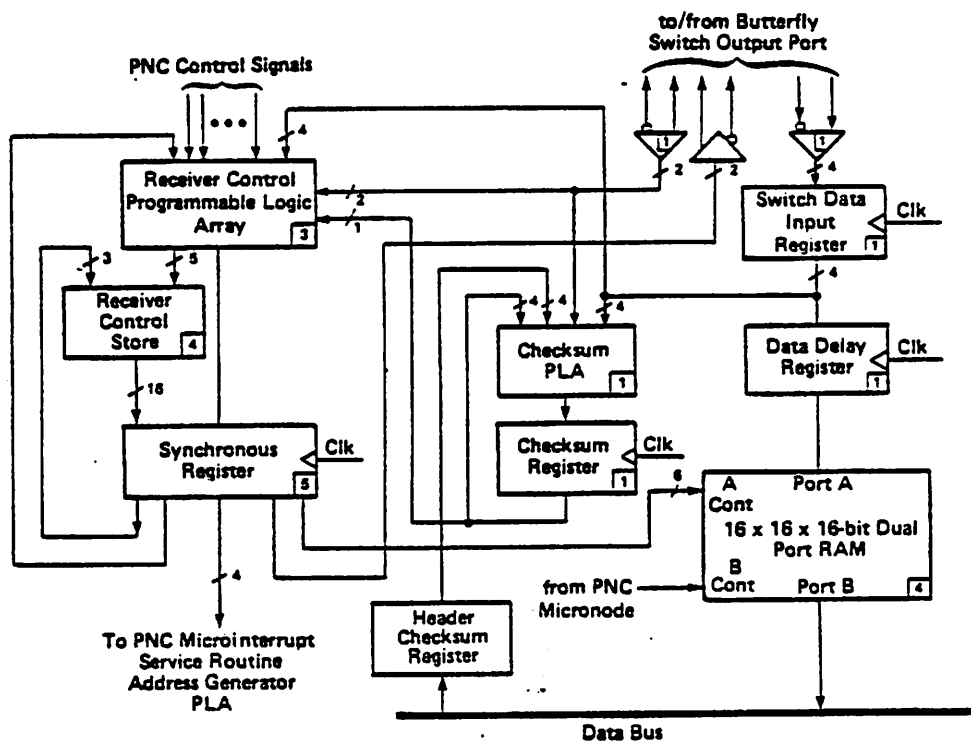 to/from Butterfly
Switch Output Port
PNC Control Signals
4
1
1
2
2
4
Receiver Control
Programmable Logic
Array
3
2
1
Switch Data
Input
Register
1
Clk
3
5
4
Receiver
Control
Store
4
4
4
4
Checksum
PLA
1
Data Delay
Register
1
Clk
16
Synchronous
Register
5
Clk
Checksum
Register
1
Clk
6
A
Cont
Port A
16 x 16 x 16-bit Dual
Port RAM
B
Cont
Port B
4
from PNC
Micronode
4
Header
Checksum
Register
To PNC Microinterrupt
Service Routine
Address Generator
PLA
Data Bus